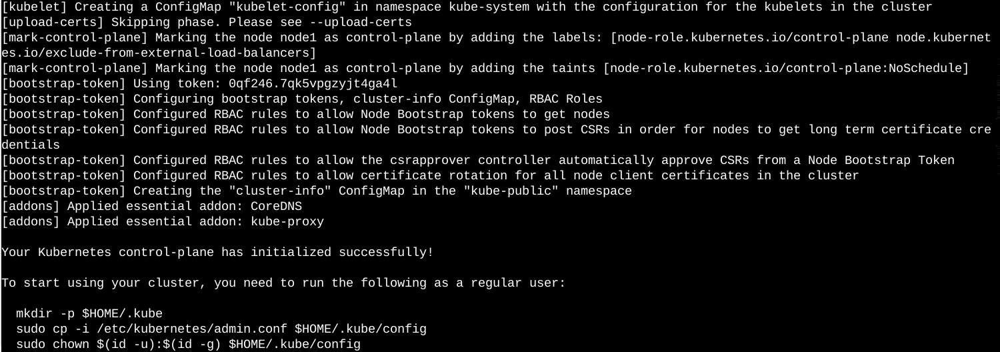 [kubelet] Creating a ConfigMap "kubelet-config" in namespace kube-system with the configuration for the kubelets in the cluster
[upload-certs] Skipping phase. Please see --upload-certs
[mark-control-plane] Marking the node node1 as control-plane by adding the labels: [node-role.kubernetes.io/control-plane node.kubernet
es.io/exclude-from-external-load-balancers]
[mark-control-plane] Marking the node node1 as control-plane by adding the taints [node-role.kubernetes.io/control-plane:NoSchedule]
[bootstrap-token] Using token: 0qf246.7qk5vpgzyjt4ga4l
[bootstrap-token] Configuring bootstrap tokens, cluster-info ConfigMap, RBAC Roles
[bootstrap-token] Configured RBAC rules to allow Node Bootstrap tokens to get nodes
[bootstrap-token] Configured RBAC rules to allow Node Bootstrap tokens to post CSRs in order for nodes to get long term certificate cre
dentials
[bootstrap-token] Configured RBAC rules to allow the csrapprover controller automatically approve CSRs from a Node Bootstrap Token
[bootstrap-token] Configured RBAC rules to allow certificate rotation for all node client certificates in the cluster
[bootstrap-token] Creating the "cluster-info" ConfigMap in the "kube-public" namespace
[addons] Applied essential addon: CoreDNS
[addons] Applied essential addon: kube-proxy

Your Kubernetes control-plane has initialized successfully!

To start using your cluster, you need to run the following as a regular user:

  mkdir -p $HOME/.kube
  sudo cp -i /etc/kubernetes/admin.conf $HOME/.kube/config
  sudo chown $(id -u):$(id -g) $HOME/.kube/config